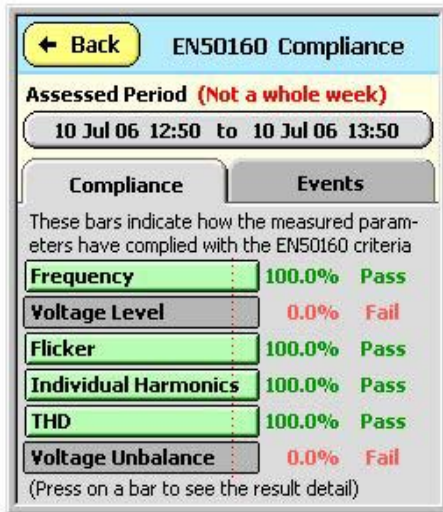 ← Back EN50160 Compliance
Assessed Period (Not a whole week)
10 Jul 06 12:50 to 10 Jul 06 13:50
Compliance Events
These bars indicate how the measured param-
eters have complied with the EN50160 criteria
Frequency 100.0% Pass
Voltage Level 0.0% Fail
Flicker 100.0% Pass
Individual Harmonics 100.0% Pass
THD 100.0% Pass
Voltage Unbalance 0.0% Fail
(Press on a bar to see the result detail)